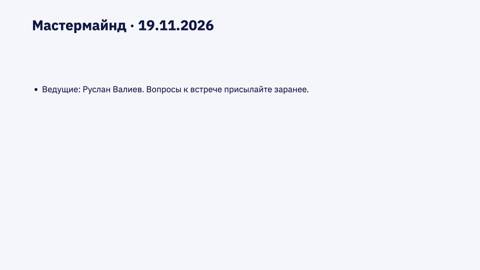 Мастермайнд · 19.11.2026
• Ведущие: Руслан Валиев. Вопросы к встрече присылайте заранее.